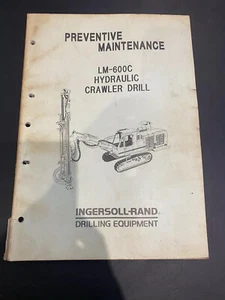 PREVENTIVE
MAINTENANCE
LM-600C
HYDRAULIC
CRAWLER DRILL
INGERSOLL-RAND
DRILLING EQUIPMENT